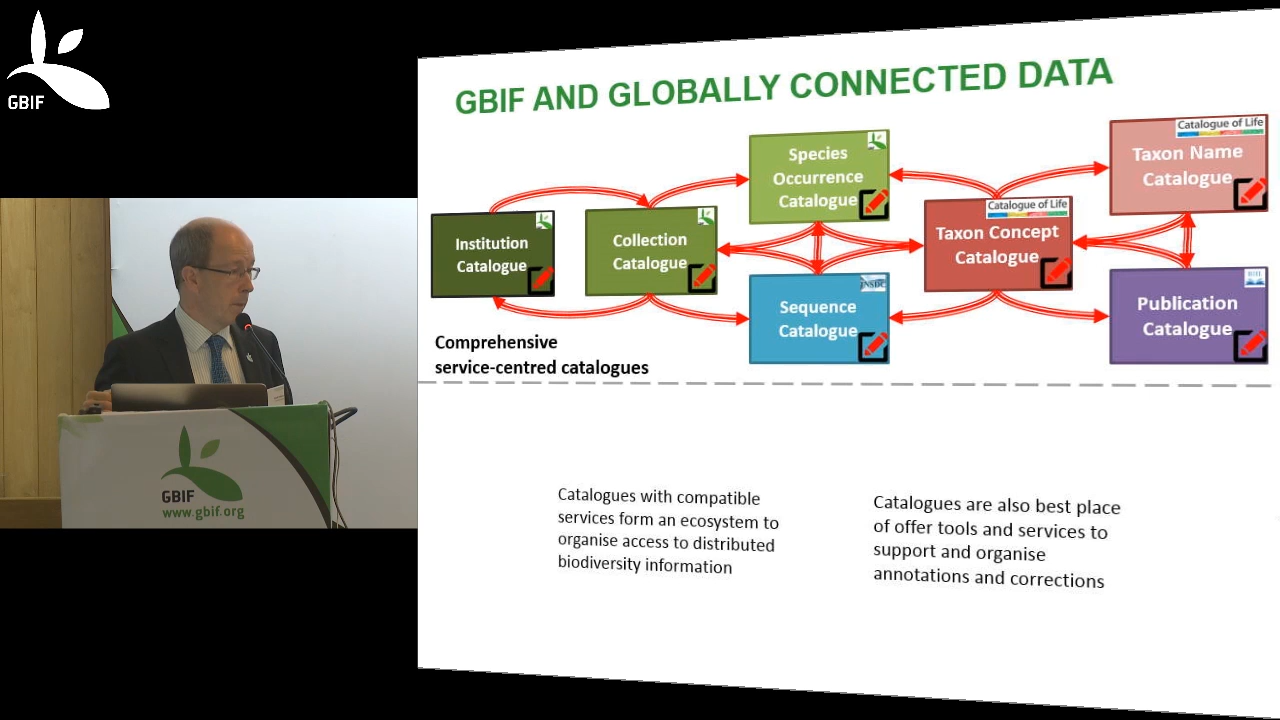 GBIF
GBIF AND GLOBALLY CONNECTED DATA
Institution
Catalogue
Collection
Catalogue
Species
Occurrence
Catalogue
INSDC
Sequence
Catalogue
Catalogue of Life
Taxon Concept
Catalogue
Catalogue of Life
Taxon Name
Catalogue
Publication
Catalogue
Comprehensive
service-centred catalogues
Catalogues with compatible
services form an ecosystem to
organise access to distributed
biodiversity information
Catalogues are also best place
of offer tools and services to
support and organise
annotations and corrections
GBIF
www.gbif.org